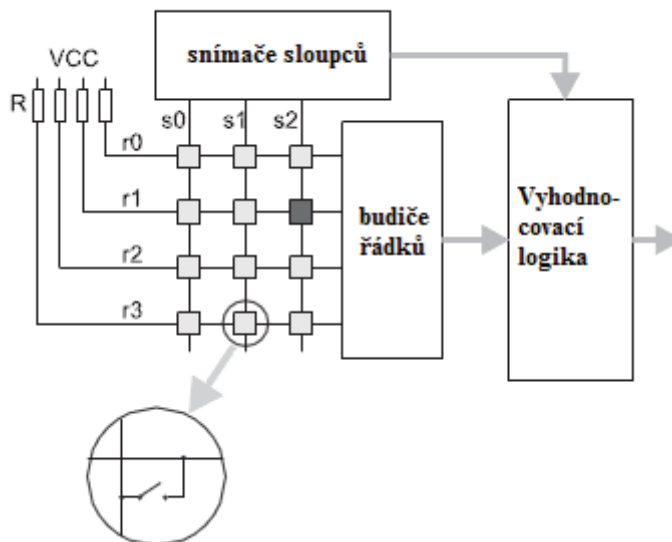 snímače sloupců
VCC
R
s0 s1 s2
r0
r1
r2
r3
budiče
řádků
Vyhodno-
covací
logika